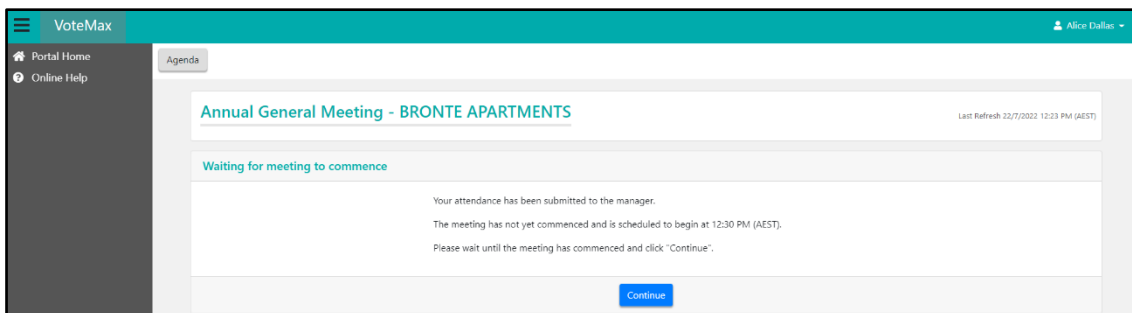 VoteMax
Alice Dallas
Portal Home
Online Help
Agenda
Annual General Meeting - BRONTE APARTMENTS
Last Refresh 22/7/2022 12:23 PM (AEST)
Waiting for meeting to commence
Your attendance has been submitted to the manager.
The meeting has not yet commenced and is scheduled to begin at 12:30 PM (AEST).
Please wait until the meeting has commenced and click "Continue".
Continue